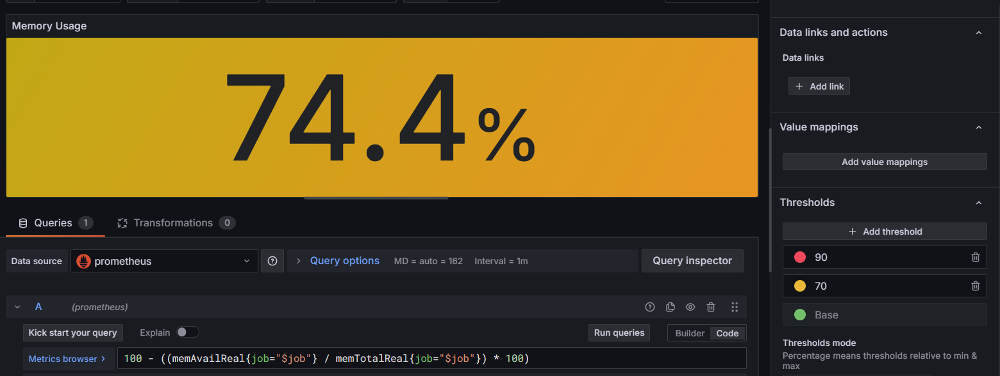 Memory Usage
74.4%
Queries 1 Transformations 0
Data source prometheus Query options MD = auto = 162 Interval = 1m Query inspector
A (prometheus)
Kick start your query Explain Run queries Builder Code
Metrics browser > 100 - ((memAvailReal{job="$job"} / memTotalReal{job="$job"}) * 100)
Data links and actions
Data links
+ Add link
Value mappings
Add value mappings
Thresholds
+ Add threshold
90
70
Base
Thresholds mode
Percentage means thresholds relative to min &
max